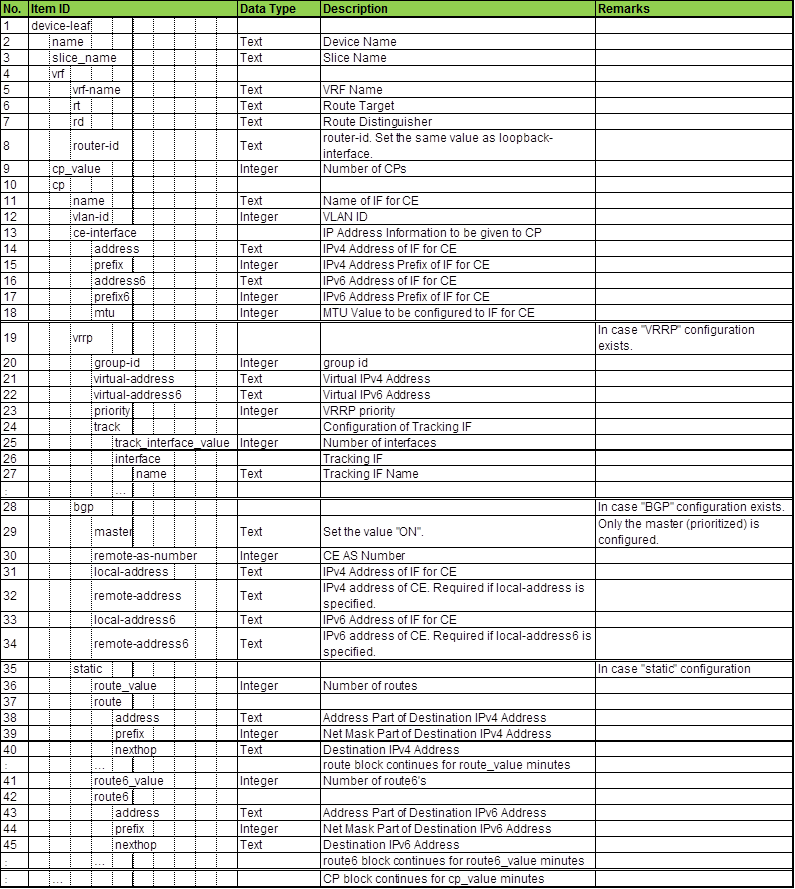 No. Item ID Data Type Description Remarks
1 device-leaf
2 name Text Device Name
3 slice_name Text Slice Name
4 vrf
5 vrf-name Text VRF Name
6 rt Text Route Target
7 rd Text Route Distinguisher
8 router-id Text router-id. Set the same value as loopback-
interface.
9 cp_value Integer Number of CPs
10 cp
11 name Text Name of IF for CE
12 vlan-id Integer VLAN ID
13 ce-interface IP Address Information to be given to CP
14 address Text IPv4 Address of IF for CE
15 prefix Integer IPv4 Address Prefix of IF for CE
16 address6 Text IPv6 Address of IF for CE
17 prefix6 Integer IPv6 Address Prefix of IF for CE
18 mtu Integer MTU Value to be configured to IF for CE
19 vrrp In case "VRRP" configuration
exists.
20 group-id Integer group id
21 virtual-address Text Virtual IPv4 Address
22 virtual-address6 Text Virtual IPv6 Address
23 priority Integer VRRP priority
24 track Configuration of Tracking IF
25 track_interface_value Integer Number of interfaces
26 interface Tracking IF
27 name Text Tracking IF Name
: ...
28 bgp In case "BGP" configuration exists.
29 master Text Set the value "ON". Only the master (prioritized) is
configured.
30 remote-as-number Integer CE AS Number
31 local-address Text IPv4 Address of IF for CE
32 remote-address Text IPv4 address of CE. Required if local-address is
specified.
33 local-address6 Text IPv6 Address of IF for CE
34 remote-address6 Text IPv6 address of CE. Required if local-address6 is
specified.
35 static In case "static" configuration
36 route_value Integer Number of routes
37 route
38 address Text Address Part of Destination IPv4 Address
39 prefix Integer Net Mask Part of Destination IPv4 Address
40 nexthop Text Destination IPv4 Address
: ... route block continues for route_value minutes
41 route6_value Integer Number of route6's
42 route6
43 address Text Address Part of Destination IPv6 Address
44 prefix Integer Net Mask Part of Destination IPv6 Address
45 nexthop Text Destination IPv6 Address
: ... route6 block continues for route6_value minutes
: ... CP block continues for cp_value minutes